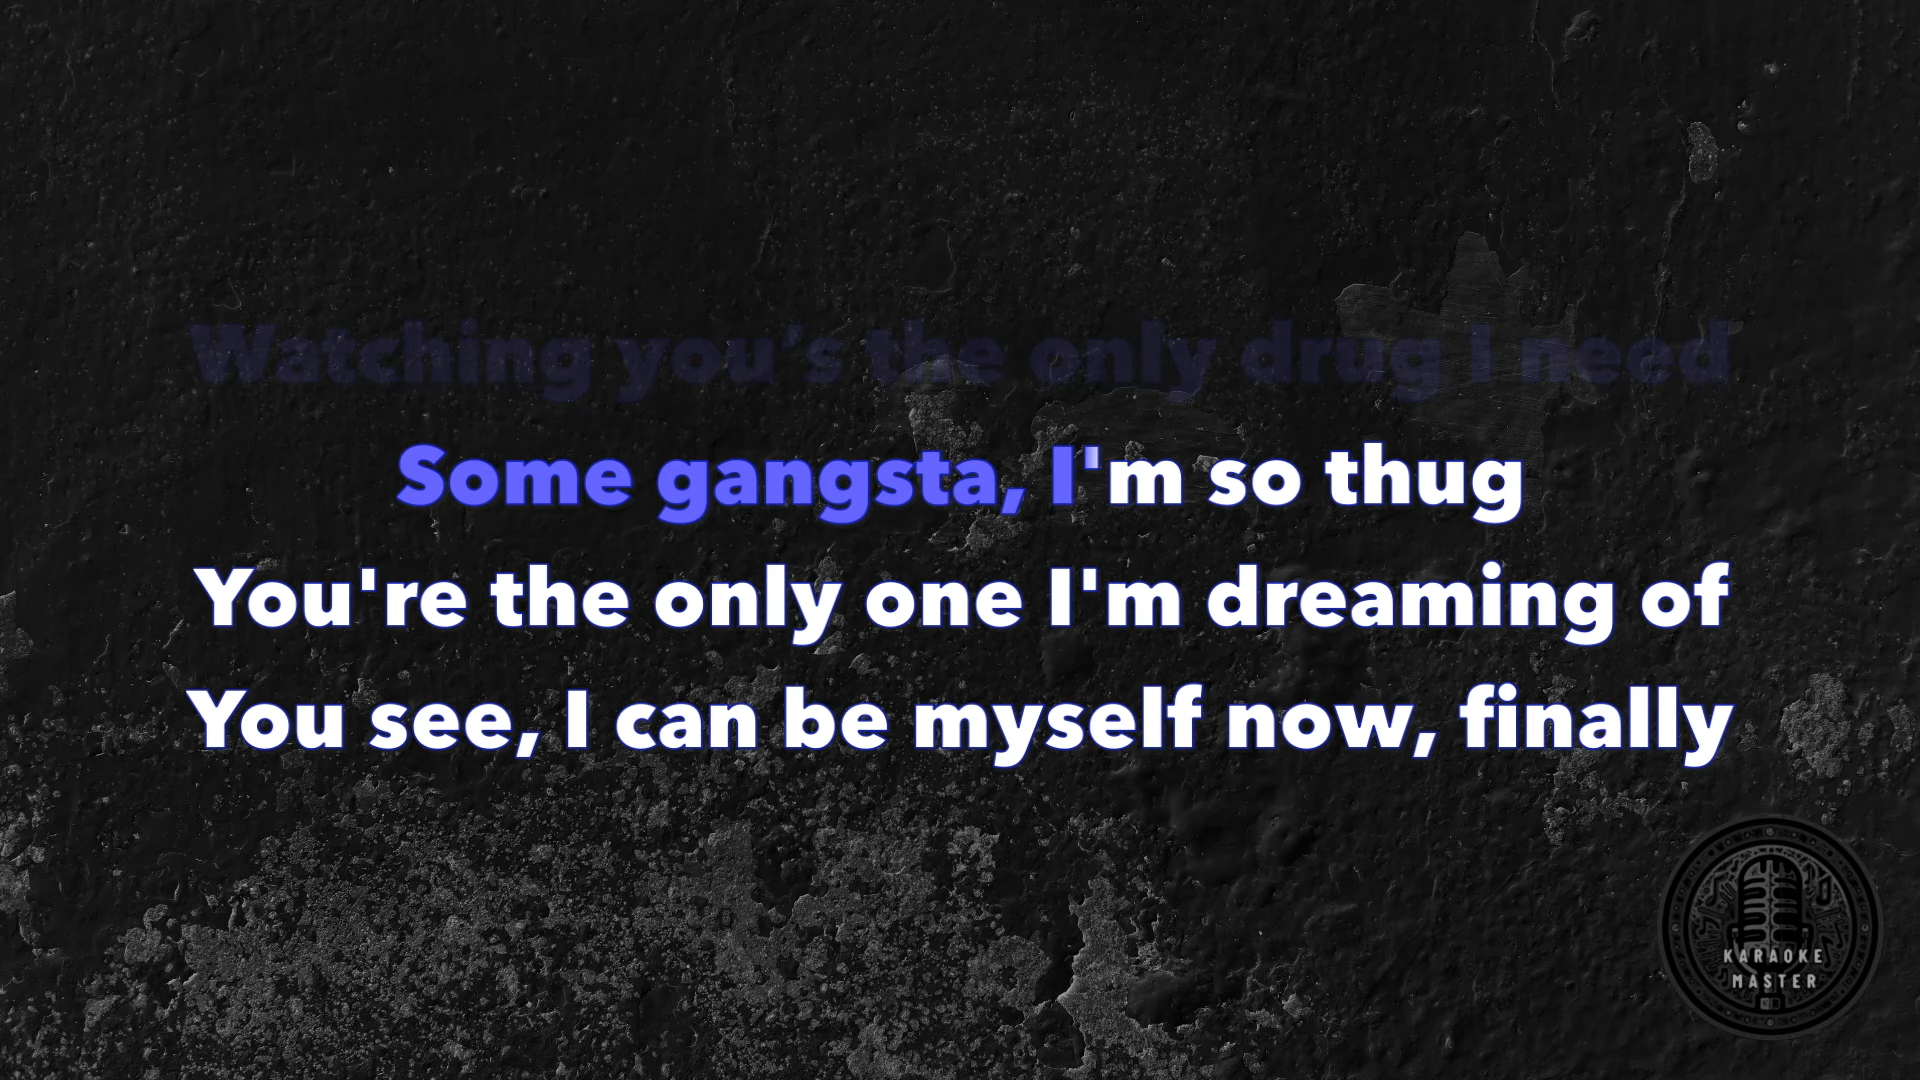 Watching you’s the only drug I need
Some gangsta, I'm so thug
You're the only one I'm dreaming of
You see, I can be myself now, finally
KARAOKE
MASTER